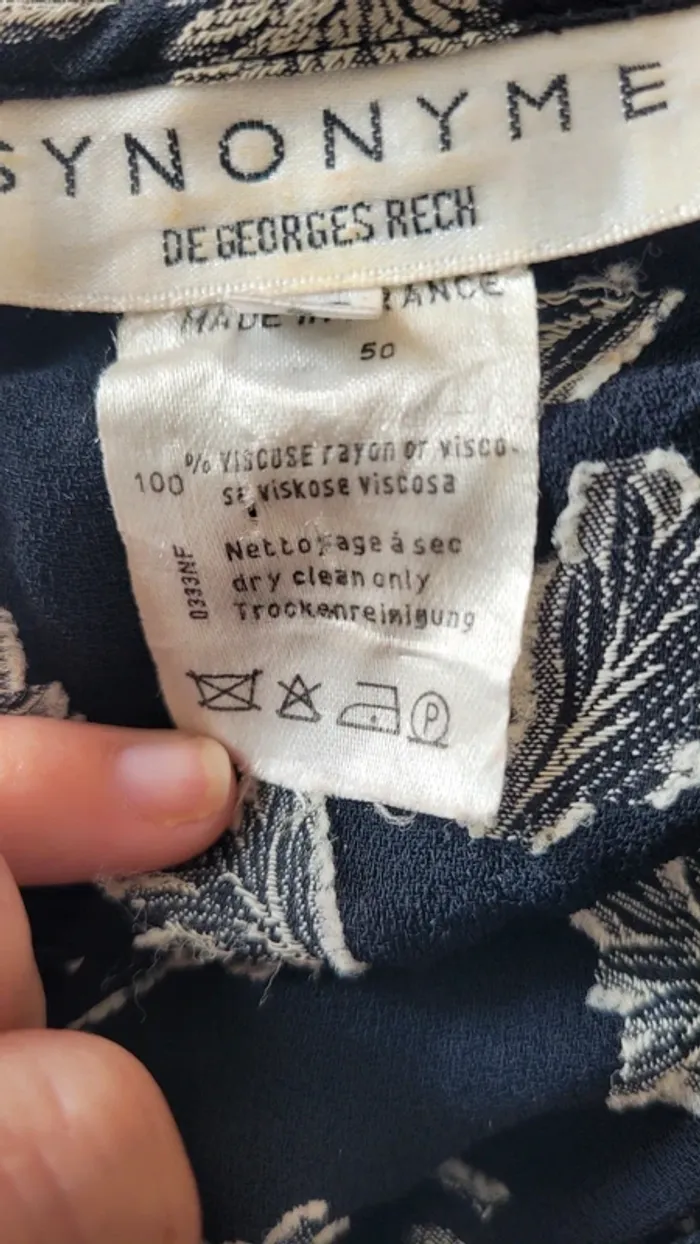 SYNONYME
DE GEORGES RECH
MADE IN FRANCE
50
100 % VISCOSE rayon or visco-
se viskose viscosa
Nettoyage à sec
dry clean only
Trockenreinigung
0333NF
P